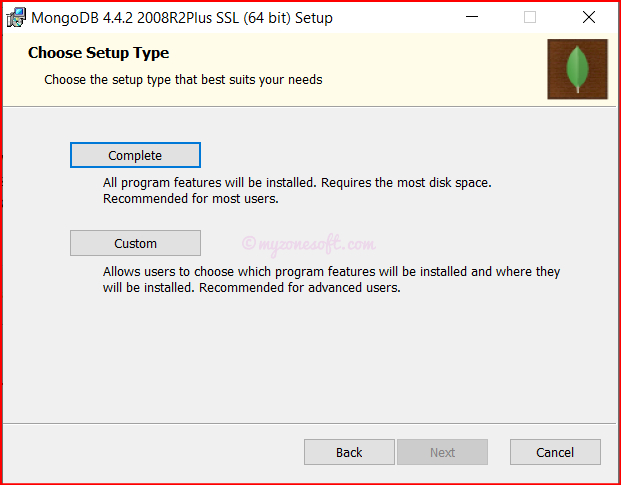 MongoDB 4.4.2 2008R2Plus SSL (64 bit) Setup
Choose Setup Type
Choose the setup type that best suits your needs
Complete
All program features will be installed. Requires the most disk space.
Recommended for most users.
Custom
© myzonesoft.com
Allows users to choose which program features will be installed and where they
will be installed. Recommended for advanced users.
Back
Next
Cancel